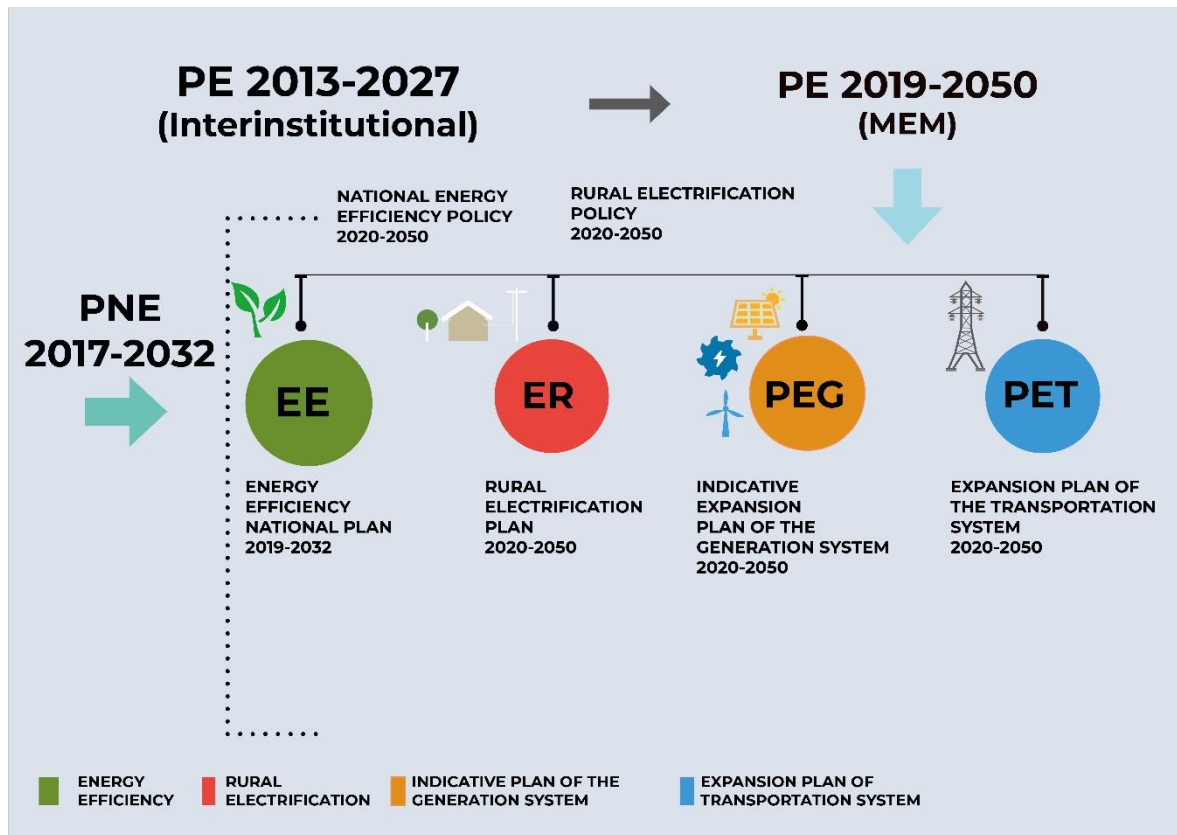 PE 2013-2027
(Interinstitutional)
PE 2019-2050
(MEM)
NATIONAL ENERGY
EFFICIENCY POLICY
2020-2050
RURAL ELECTRIFICATION
POLICY
2020-2050
PNE
2017-2032
EE
ER
PEG
PET
ENERGY
EFFICIENCY
NATIONAL PLAN
2019-2032
RURAL
ELECTRIFICATION
PLAN
2020-2050
INDICATIVE
EXPANSION
PLAN OF THE
GENERATION SYSTEM
2020-2050
EXPANSION PLAN OF
THE TRANSPORTATION
SYSTEM
2020-2050
ENERGY
EFFICIENCY
RURAL
ELECTRIFICATION
INDICATIVE PLAN OF THE
GENERATION SYSTEM
EXPANSION PLAN OF
TRANSPORTATION SYSTEM